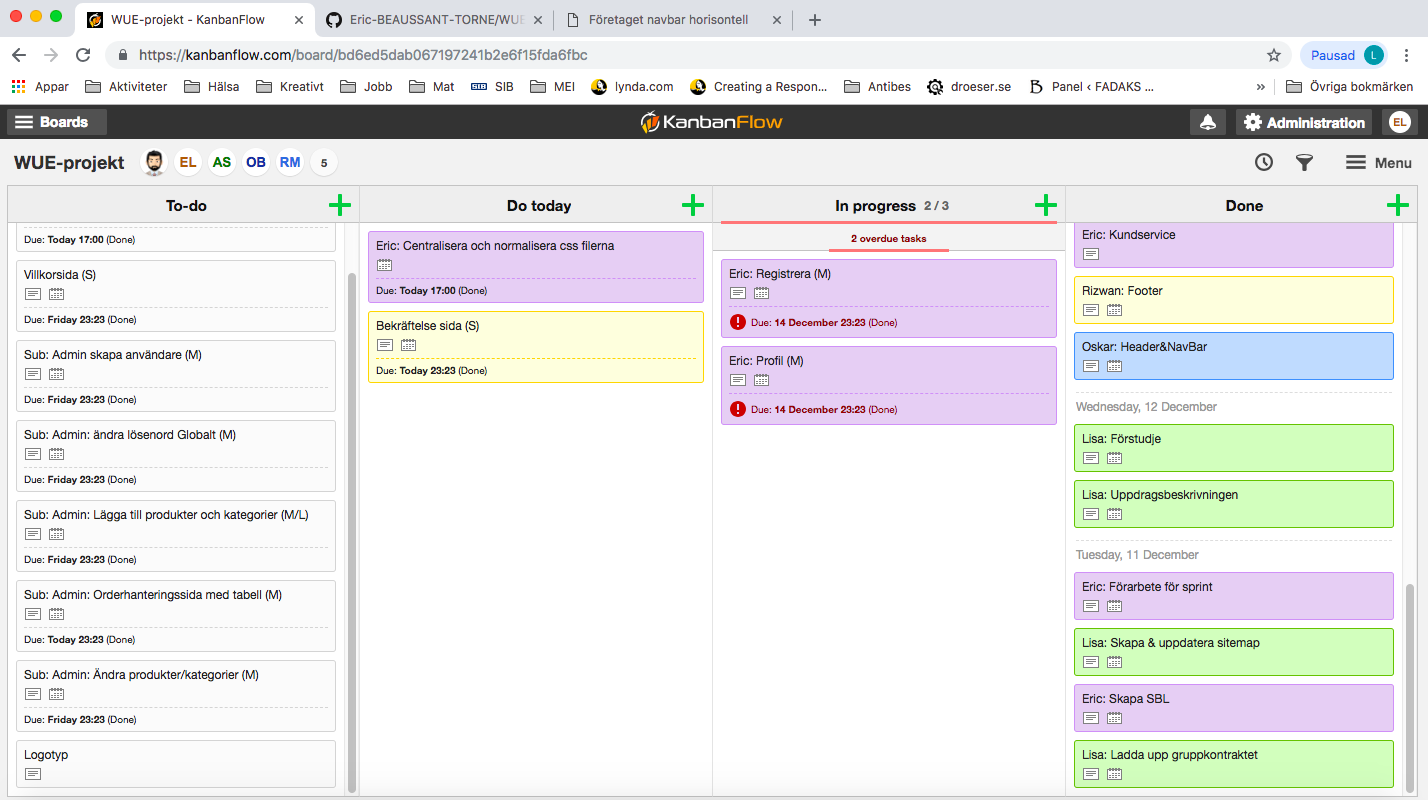 WUE-projekt - KanbanFlow
Eric-BEAUSSANT-TORNE/WUE
Företaget navbar horisontell
https://kanbanflow.com/board/bd6ed5dab067197241b2e6f15fda6fbc
Pausad
L
Appar
Aktiviteter
Hälsa
Kreativt
Jobb
Mat
SIB SIB
MEI
lynda.com
Creating a Respon...
Antibes
droeser.se
Panel ‹ FADAKS ...
»
Övriga bokmärken
Boards
KanbanFlow
Administration
EL
WUE-projekt
EL
AS
OB
RM
5
Menu
To-do
Due: Today 17:00 (Done)
Villkorsida (S)
Due: Friday 23:23 (Done)
Sub: Admin skapa användare (M)
Due: Friday 23:23 (Done)
Sub: Admin: ändra lösenord Globalt (M)
Due: Friday 23:23 (Done)
Sub: Admin: Lägga till produkter och kategorier (M/L)
Due: Friday 23:23 (Done)
Sub: Admin: Orderhanteringssida med tabell (M)
Due: Today 23:23 (Done)
Sub: Admin: Ändra produkter/kategorier (M)
Due: Friday 23:23 (Done)
Logotyp
Do today
Eric: Centralisera och normalisera css filerna
Due: Today 17:00 (Done)
Bekräftelse sida (S)
Due: Today 23:23 (Done)
In progress 2 / 3
2 overdue tasks
Eric: Registrera (M)
Due: 14 December 23:23 (Done)
Eric: Profil (M)
Due: 14 December 23:23 (Done)
Done
Eric: Kundservice
Rizwan: Footer
Oskar: Header&NavBar
Wednesday, 12 December
Lisa: Förstudje
Lisa: Uppdragsbeskrivningen
Tuesday, 11 December
Eric: Förarbete för sprint
Lisa: Skapa & uppdatera sitemap
Eric: Skapa SBL
Lisa: Ladda upp gruppkontraktet